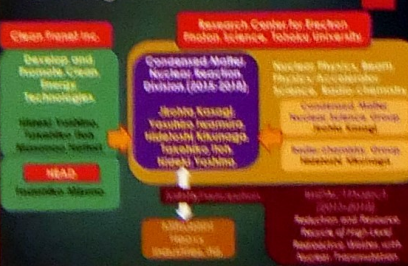 Clean Planet Inc.
Develop and
Promote Clean
Energy
Technologies
Hideki Yoshino,
HEAD
Research Center for Electron
Photon Science, Tohoku University
Condensed Matter
Nuclear Reaction
Division (2015-2018),
Jirohta Kasagi,
Yasuhiro Iwamura,
Hidetoshi Kikunaga,
Takehiko Itoh,
Hideki Yoshino
Nuclear Physics, Beam
Physics, Accelerator
Science, Radio Chemistry
Condensed Matter
Nuclear Science Group
Jirohta Kasagi
Radio Chemistry Group
Hidetoshi Kikunaga
Mitsubishi
Heavy
Industries, Ltd.
Reduction and Resource
Recycle of High-Level
Radioactive Wastes with
Nuclear Transmutation